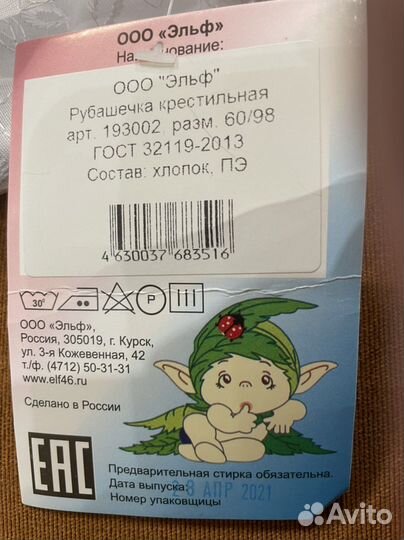 ООО «Эльф»
ООО "Эльф"
Рубашечка крестильная
арт. 193002, разм. 60/98
ГОСТ 32119-2013
Состав: хлопок, ПЭ
4 630037 683516
30°
P
ООО «Эльф»,
Россия, 305019, г. Курск,
ул. 3-я Кожевенная, 42
т./ф. (4712) 50-31-31
www.elf46.ru
Сделано в России
EAC
Предварительная стирка обязательна.
Дата выпуска: 28 АПР 2021
Номер упаковщицы
Avito